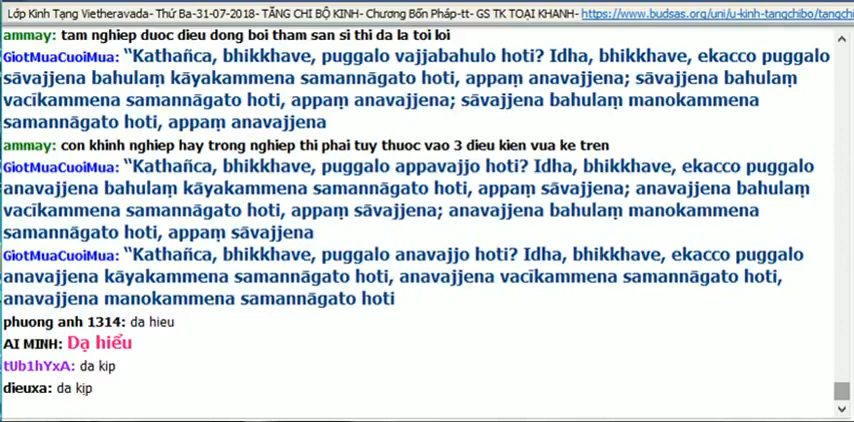 Lớp Kinh Tạng Vietheravada- Thứ Ba-31-07-2018- TĂNG CHI BỘ KINH- Chương Bốn Pháp-tt- GS TK TOẠI KHANH- https://www.budsas.org/uni/u-kinh-tangchibo/tangchi
ammay: tam nghiep duoc dieu dong boi tham san si thi da la toi loi
GiotMuaCuoiMua: “Kathañca, bhikkhave, puggalo vajjabahulo hoti? Idha, bhikkhave, ekacco puggalo
sāvajjena bahulaṃ kāyakammena samannāgato hoti, appaṃ anavajjena; sāvajjena bahulaṃ
vacīkammena samannāgato hoti, appaṃ anavajjena; sāvajjena bahulaṃ manokammena
samannāgato hoti, appaṃ anavajjena
ammay: con khinh nghiep hay trong nghiep thi phai tuy thuoc vao 3 dieu kien vua ke tren
GiotMuaCuoiMua: “Kathañca, bhikkhave, puggalo appavajjo hoti? Idha, bhikkhave, ekacco puggalo
anavajjena bahulaṃ kāyakammena samannāgato hoti, appaṃ sāvajjena; anavajjena bahulaṃ
vacīkammena samannāgato hoti, appaṃ sāvajjena; anavajjena bahulaṃ manokammena
samannāgato hoti, appaṃ sāvajjena
GiotMuaCuoiMua: “Kathañca, bhikkhave, puggalo anavajjo hoti? Idha, bhikkhave, ekacco puggalo
anavajjena kāyakammena samannāgato hoti, anavajjena vacīkammena samannāgato hoti,
anavajjena manokammena samannāgato hoti
phuong anh 1314: da hieu
AI MINH: Dạ hiểu
tUb1hYxA: da kip
dieuxa: da kịp